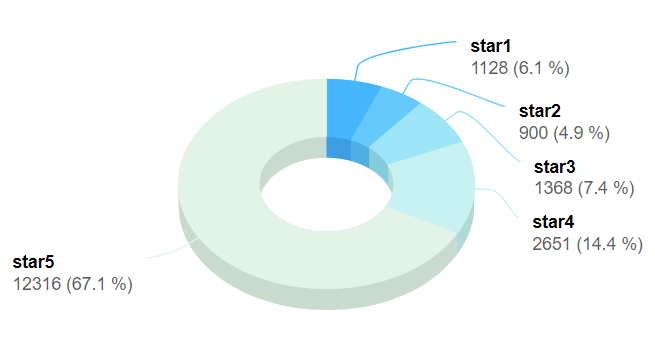 star1
1128 (6.1 %)
star2
900 (4.9 %)
star3
1368 (7.4 %)
star4
2651 (14.4 %)
star5
12316 (67.1 %)